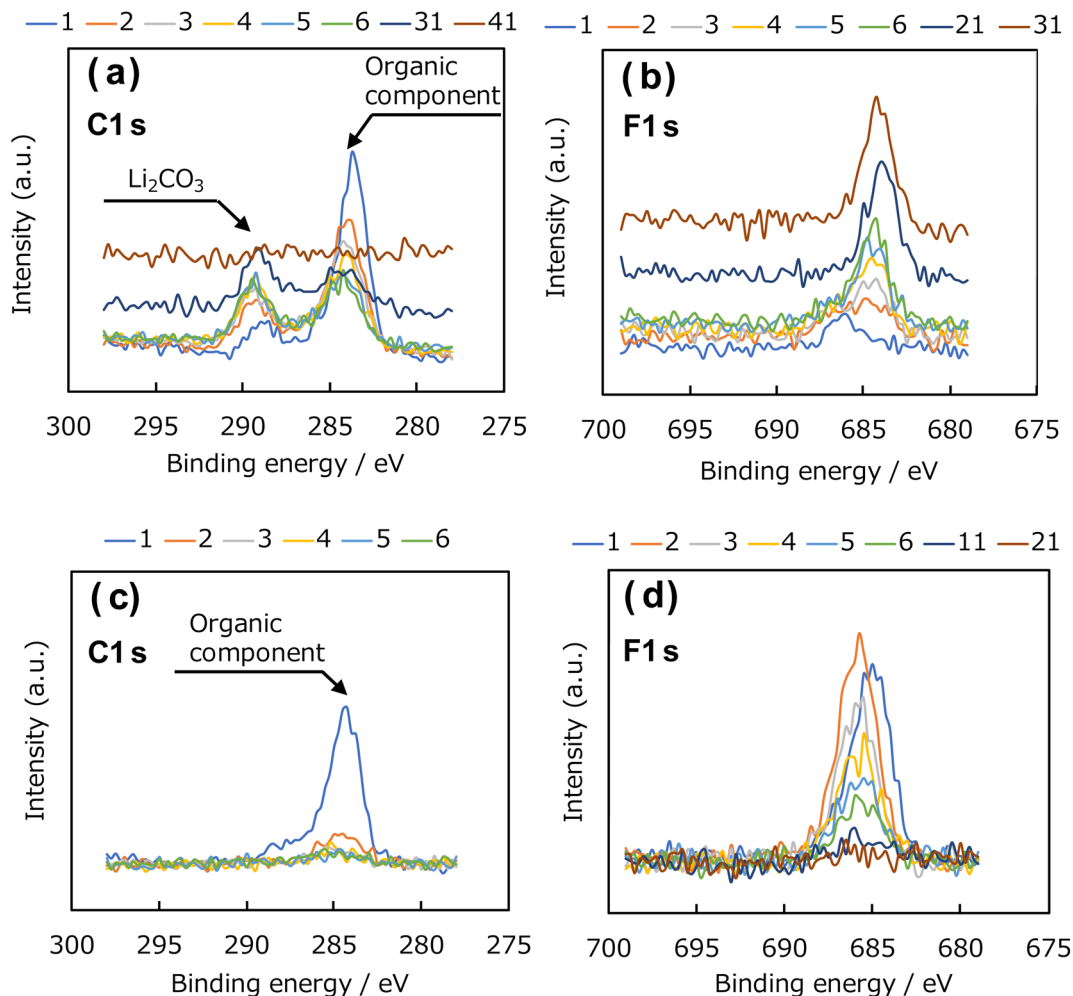 1 2 3 4 5 6 31 41
(a)
C1s
Organic
component
Li₂CO₃
Intensity (a.u.)
300 295 290 285 280 275
Binding energy / eV
1 2 3 4 5 6 21 31
(b)
F1s
Intensity (a.u.)
700 695 690 685 680 675
Binding energy / eV
1 2 3 4 5 6
(c)
C1s
Organic
component
Intensity (a.u.)
300 295 290 285 280 275
Binding energy / eV
1 2 3 4 5 6 11 21
(d)
F1s
Intensity (a.u.)
700 695 690 685 680 675
Binding energy / eV